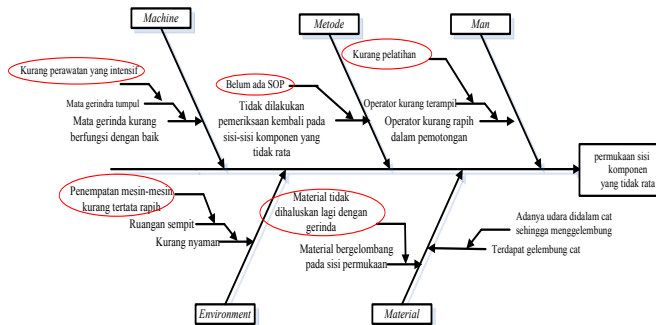 Machine
Metode
Man
Kurang perawatan yang intensif
Mata gerindra tumpul
Mata gerinda kurang
berfungsi dengan baik
Belum ada SOP
Tidak dilakukan
pemeriksaan kembali pada
sisi-sisi komponen yang
tidak rata
Kurang pelatihan
Operator kurang terampil
Operator kurang rapih
dalam pemotongan
permukaan sisi
komponen
yang tidak rata
Penempatan mesin-mesin
kurang tertata rapih
Ruangan sempit
Kurang nyaman
Material tidak
dihaluskan lagi dengan
gerinda
Material bergelombang
pada sisi permukaan
Adanya udara didalam cat
sehingga menggelembung
Terdapat gelembung cat
Environment
Material